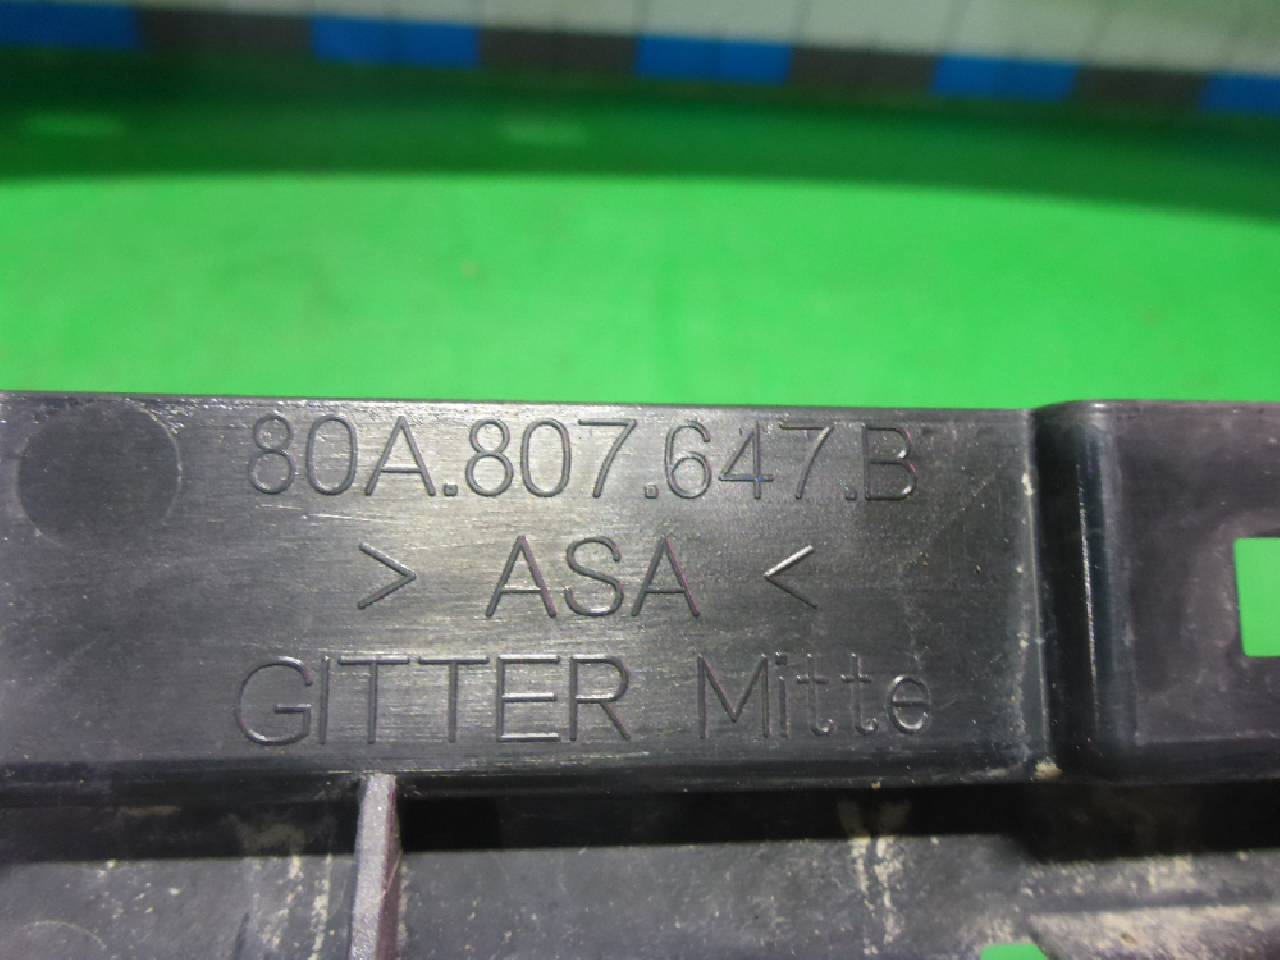 80A.807.647.B
> ASA <
GITTER Mitte